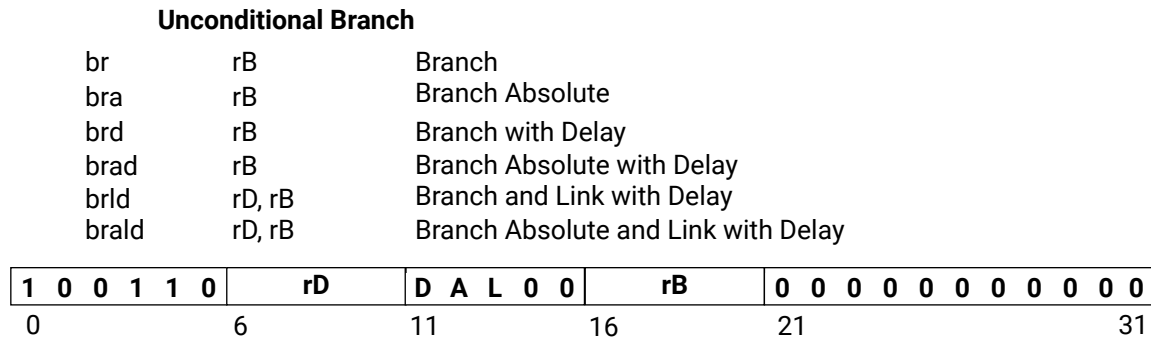 Unconditional Branch
br rB Branch
bra rB Branch Absolute
brd rB Branch with Delay
brad rB Branch Absolute with Delay
brld rD, rB Branch and Link with Delay
brald rD, rB Branch Absolute and Link with Delay
1 0 0 1 1 0 rD D A L 0 0 rB 0 0 0 0 0 0 0 0 0 0 0
0 6 11 16 21 31